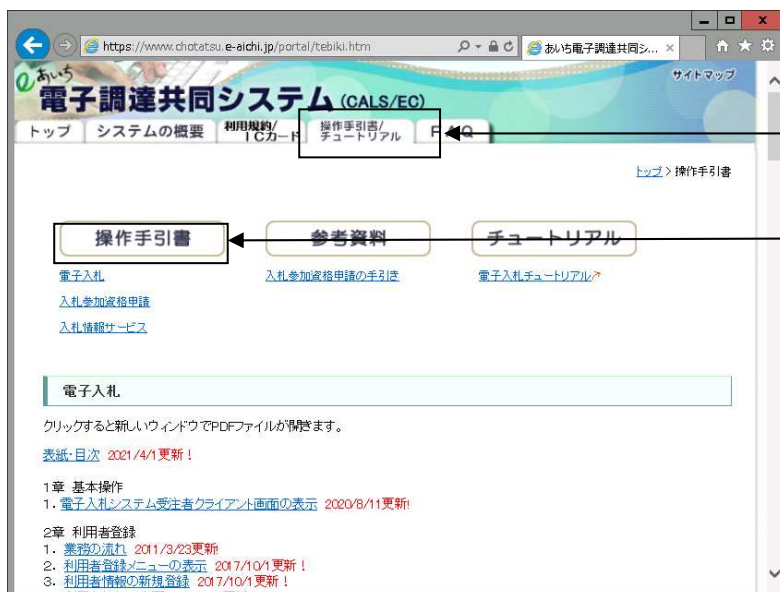 https://www.chotatsu.e-aichi.jp/portal/tebiki.htm
あいち電子調達共同シ...
あいち
電子調達共同システム (CALS/EC)
サイトマップ
トップ
システムの概要
利用規約/
ICカード
操作手引書/
チュートリアル
トップ > 操作手引書
操作手引書
参考資料
チュートリアル
電子入札
入札参加資格申請の手引き
電子入札チュートリアル
入札参加資格申請
入札情報サービス
電子入札
クリックすると新しいウィンドウでPDFファイルが開きます。
表紙・目次 2021/4/1更新！
1章 基本操作
1. 電子入札システム受注者クライアント画面の表示 2020/8/11更新!
2章 利用者登録
1. 業務の流れ 2011/3/23更新!
2. 利用者登録メニューの表示 2017/10/1更新！
3. 利用者情報の新規登録 2017/10/1更新！